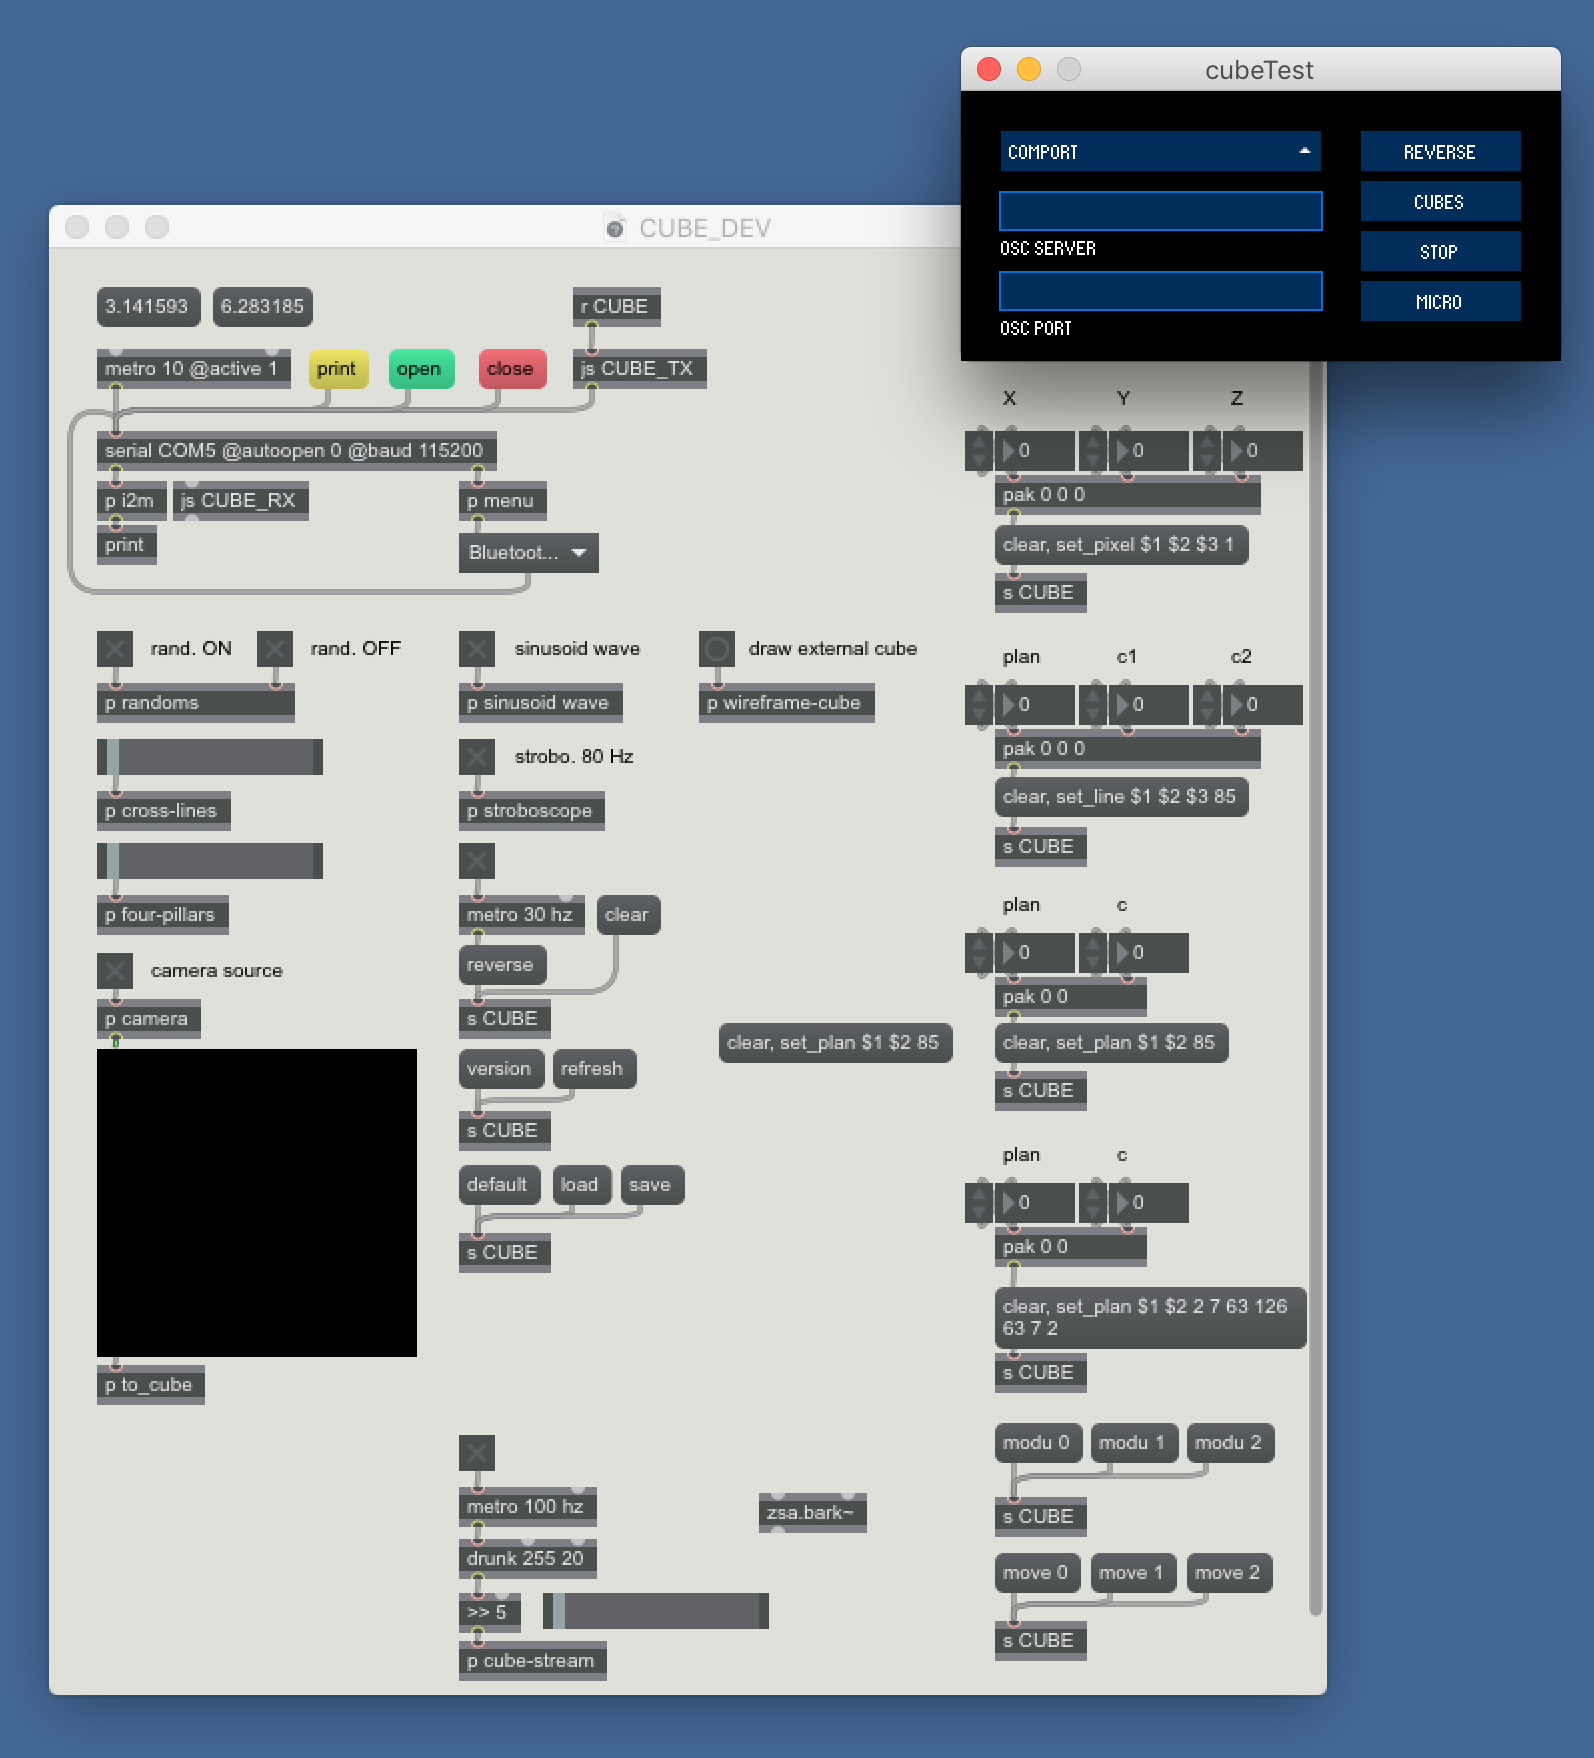 cubeTest
COMPORT
REVERSE
CUBES
OSC SERVER
STOP
MICRO
OSC PORT
CUBE_DEV
3.141593
6.283185
r CUBE
metro 10 @active 1
print
open
close
js CUBE_TX
serial COM5 @autoopen 0 @baud 115200
p i2m
js CUBE_RX
p menu
print
Bluetoot...
rand. ON
rand. OFF
sinusoid wave
draw external cube
p randoms
p sinusoid wave
p wireframe-cube
strobo. 80 Hz
p cross-lines
p stroboscope
p four-pillars
metro 30 hz
clear
reverse
camera source
p camera
s CUBE
clear, set_plan $1 $2 85
version
refresh
s CUBE
default
load
save
s CUBE
p to_cube
metro 100 hz
zsa.bark~
drunk 255 20
>> 5
p cube-stream
X
Y
Z
0
0
0
pak 0 0 0
clear, set_pixel $1 $2 $3 1
s CUBE
plan
c1
c2
0
0
0
pak 0 0 0
clear, set_line $1 $2 $3 85
s CUBE
plan
c
0
0
pak 0 0
clear, set_plan $1 $2 85
s CUBE
plan
c
0
0
pak 0 0
clear, set_plan $1 $2 2 7 63 126
63 7 2
s CUBE
modu 0
modu 1
modu 2
s CUBE
move 0
move 1
move 2
s CUBE